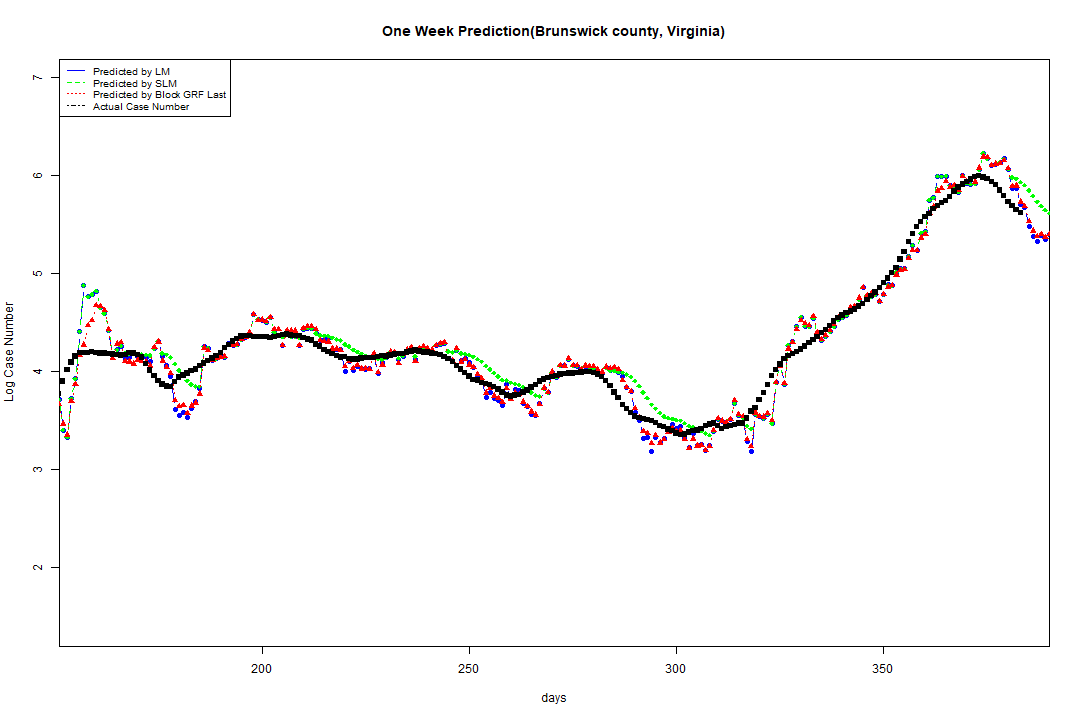 One Week Prediction(Brunswick county, Virginia)
Predicted by LM
Predicted by SLM
Predicted by Block GRF Last
Actual Case Number
7
6
5
4
3
2
Log Case Number
200 250 300 350
days